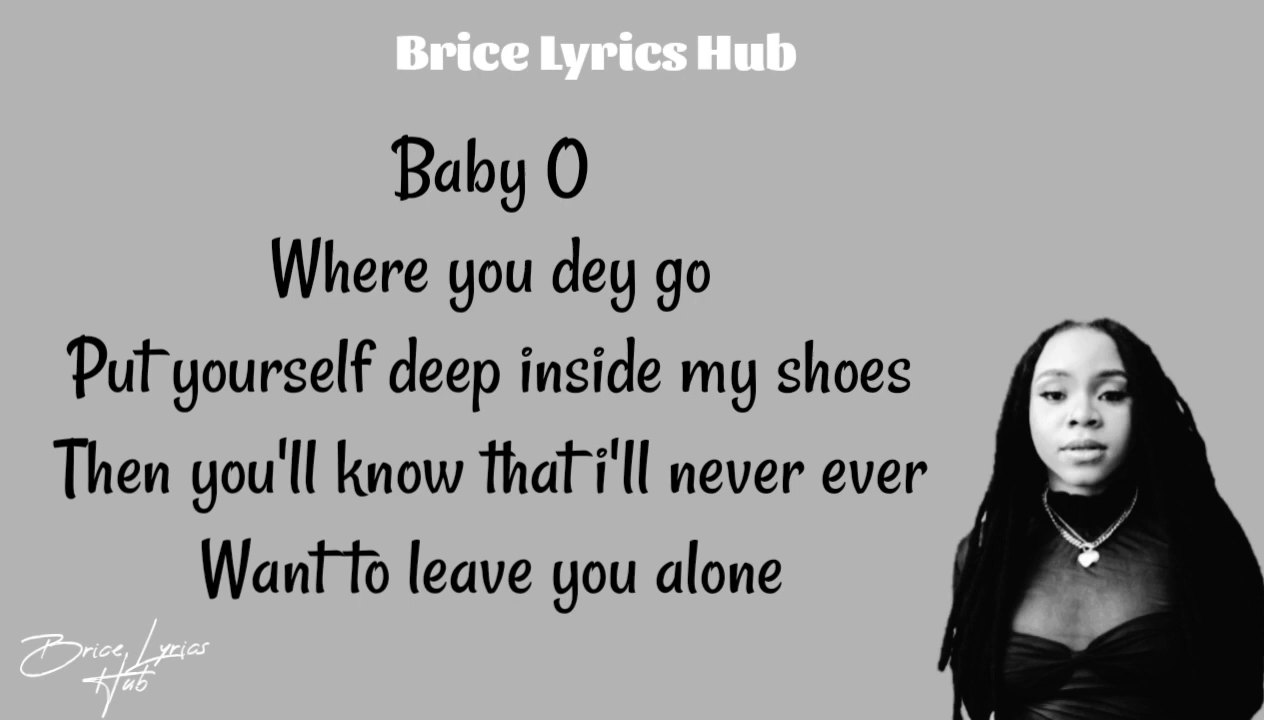 Brice Lyrics Hub
Baby O
Where you dey go
Put yourself deep inside my shoes
Then you'll know that i'll never ever
Want to leave you alone
Brice Lyrics
Hub